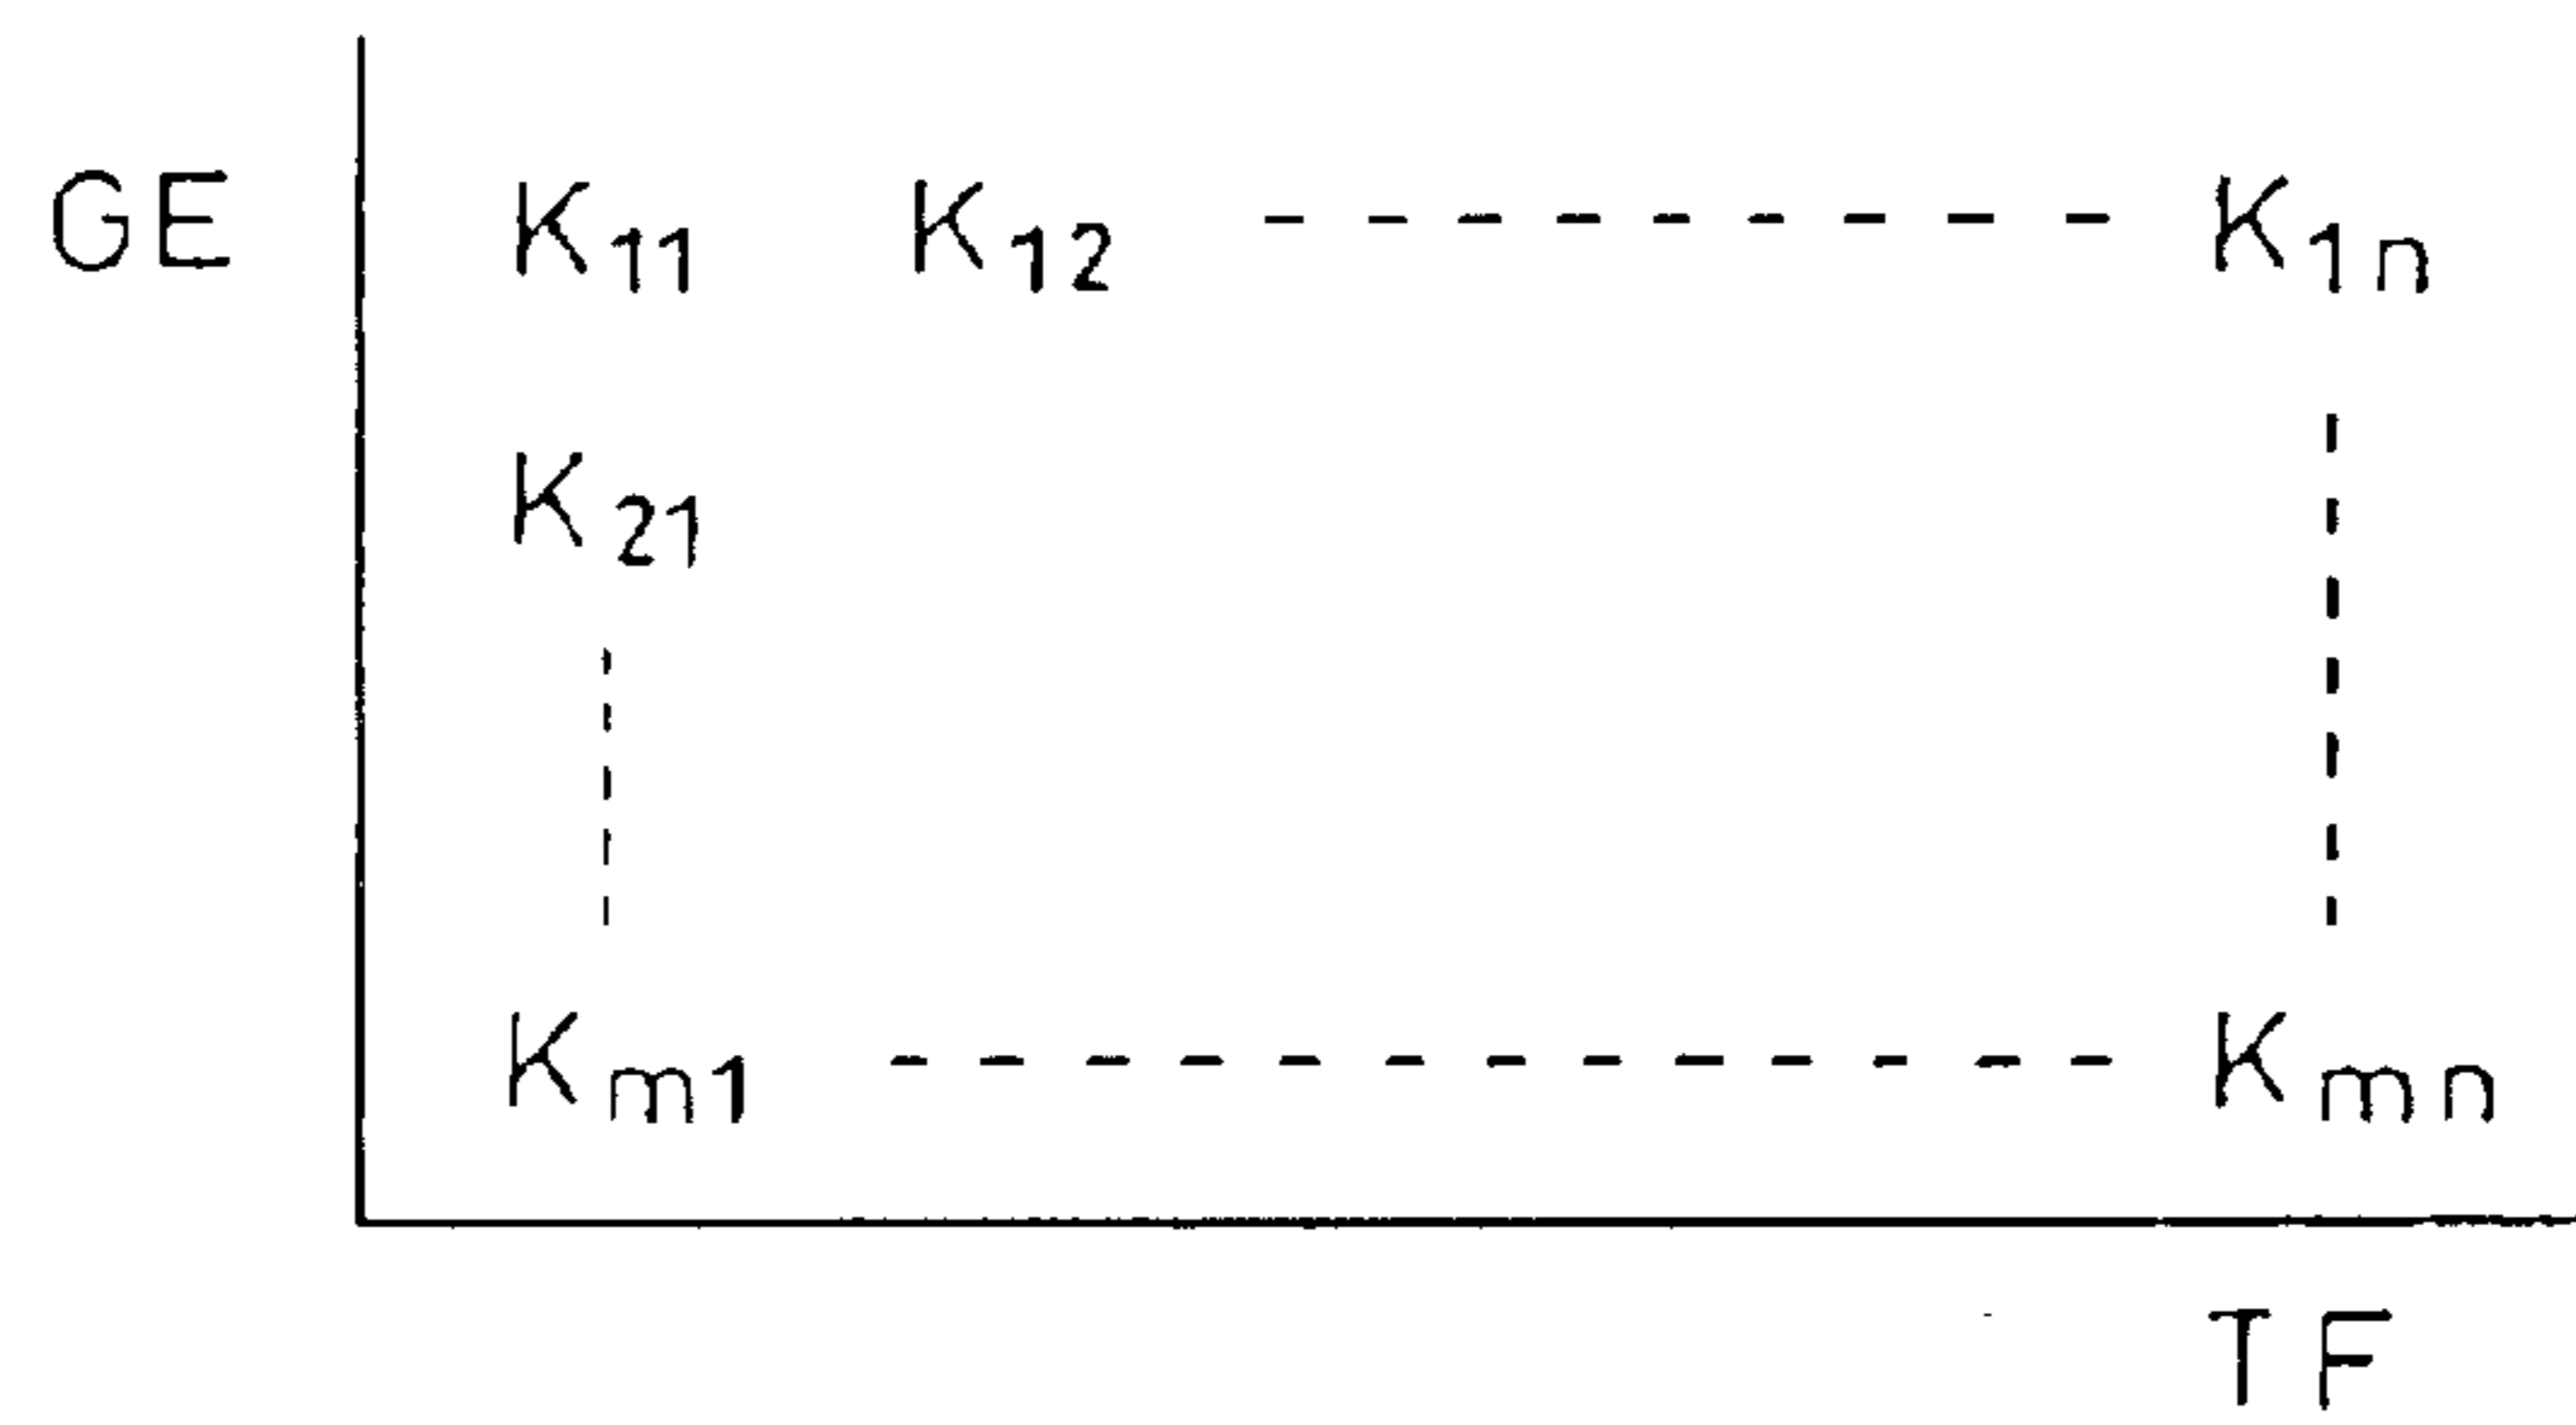 GE K₁₁ K₁₂ - - - - - - - - - K₁ₙ
K₂₁
Kₘ₁ - - - - - - - - - - - - - Kₘₙ
TF